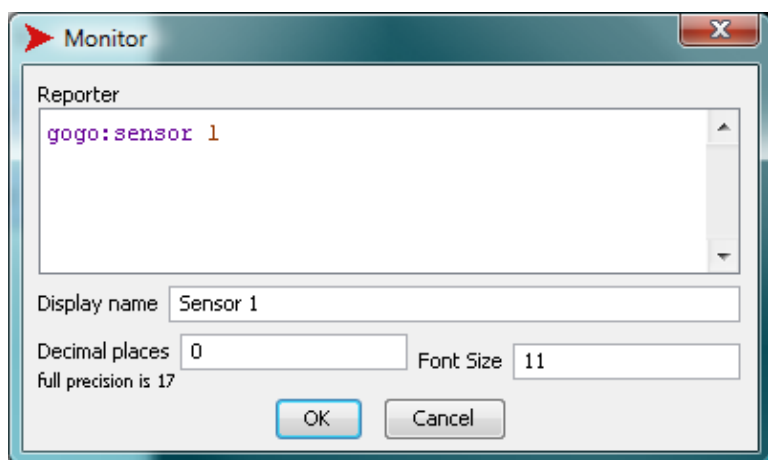 Monitor
Reporter
gogo:sensor 1
Display name Sensor 1
Decimal places 0 Font Size 11
full precision is 17
OK Cancel